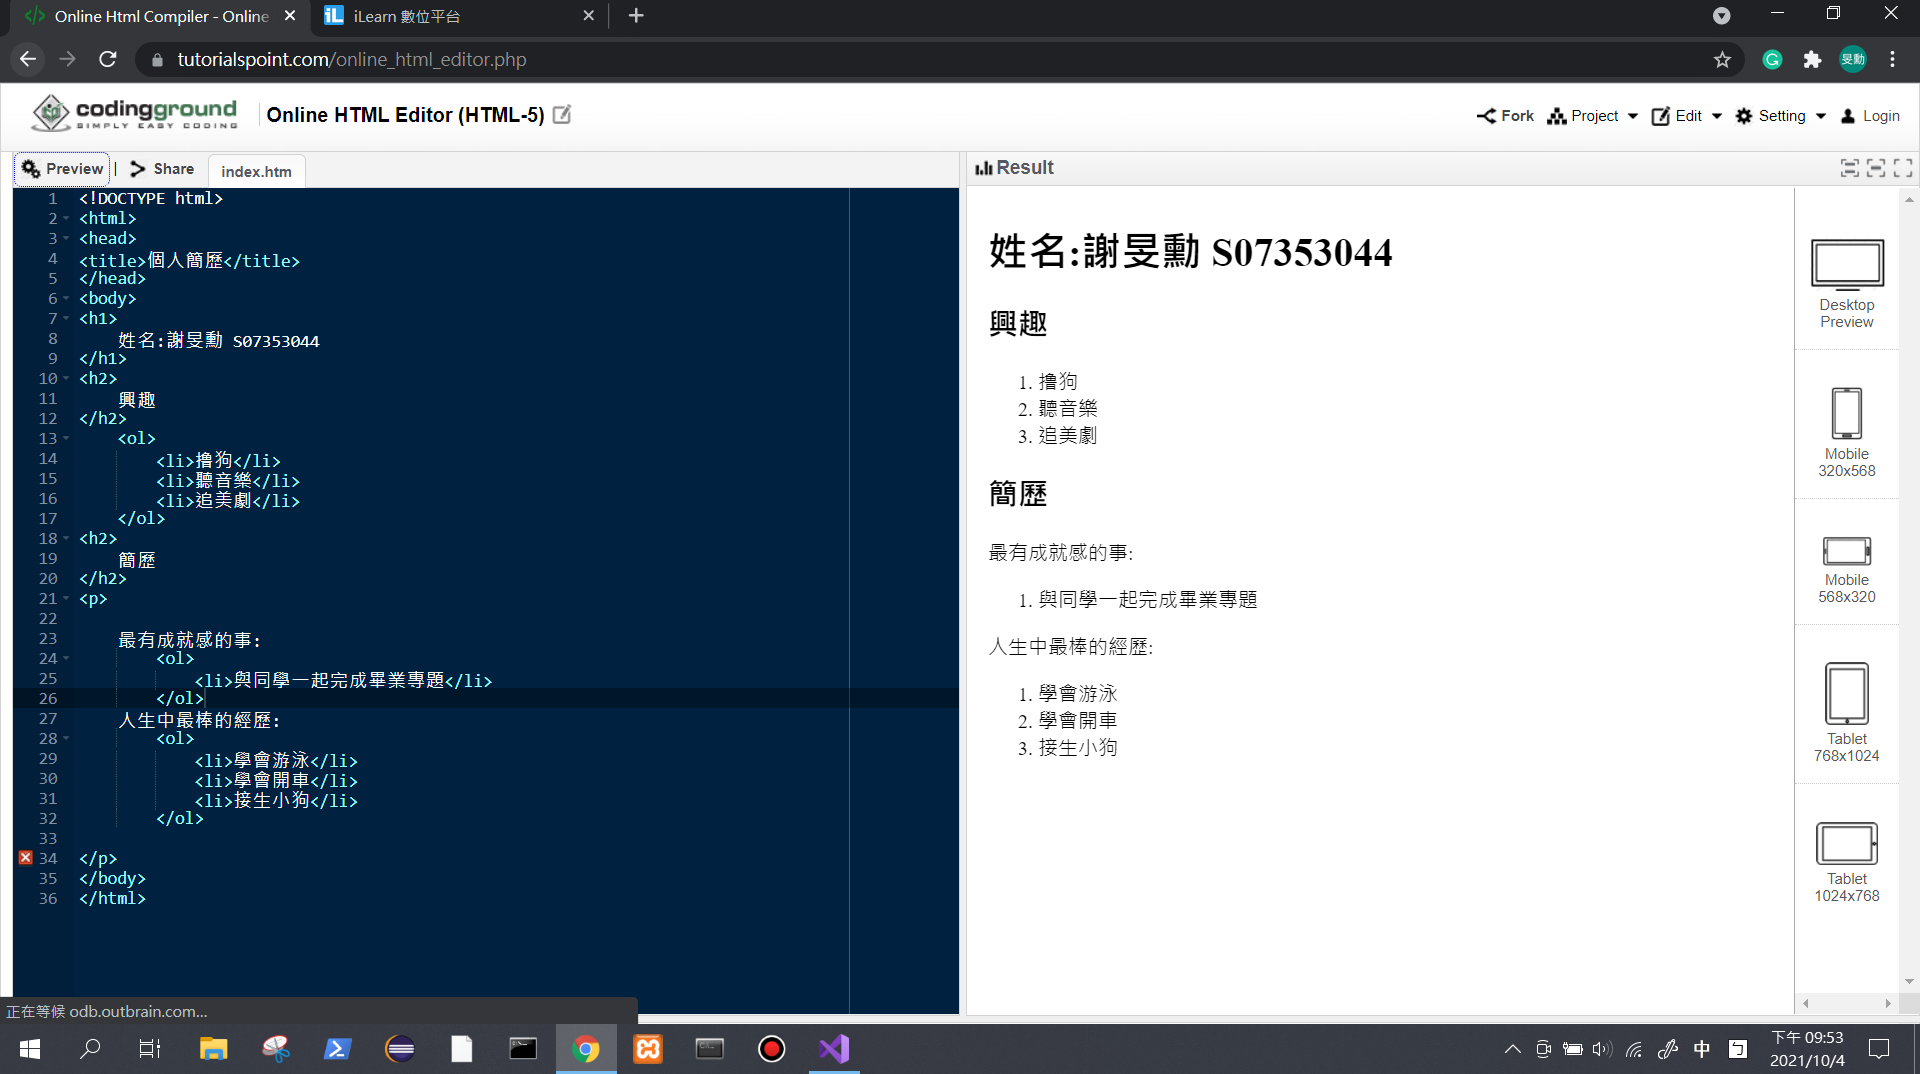 Online Html Compiler - Online
iLearn 數位平台
tutorialspoint.com/online_html_editor.php
旻勳
codingground
SIMPLY EASY CODING
Online HTML Editor (HTML-5)
Fork
Project
Edit
Setting
Login
Preview
|
Share
index.htm
Result
1 <!DOCTYPE html>
2 <html>
3 <head>
4 <title>個人簡歷</title>
5 </head>
6 <body>
7 <h1>
8 姓名:謝旻勳 S07353044
9 </h1>
10 <h2>
11 興趣
12 </h2>
13 <ol>
14 <li>擼狗</li>
15 <li>聽音樂</li>
16 <li>追美劇</li>
17 </ol>
18 <h2>
19 簡歷
20 </h2>
21 <p>
22
23 最有成就感的事:
24 <ol>
25 <li>與同學一起完成畢業專題</li>
26 </ol>
27 人生中最棒的經歷:
28 <ol>
29 <li>學會游泳</li>
30 <li>學會開車</li>
31 <li>接生小狗</li>
32 </ol>
33
34 </p>
35 </body>
36 </html>
姓名:謝旻勳 S07353044
興趣
1. 擼狗
2. 聽音樂
3. 追美劇
簡歷
最有成就感的事:
1. 與同學一起完成畢業專題
人生中最棒的經歷:
1. 學會游泳
2. 學會開車
3. 接生小狗
Desktop
Preview
Mobile
320x568
Mobile
568x320
Tablet
768x1024
Tablet
1024x768
正在等候 odb.outbrain.com...
中
下午 09:53
2021/10/4